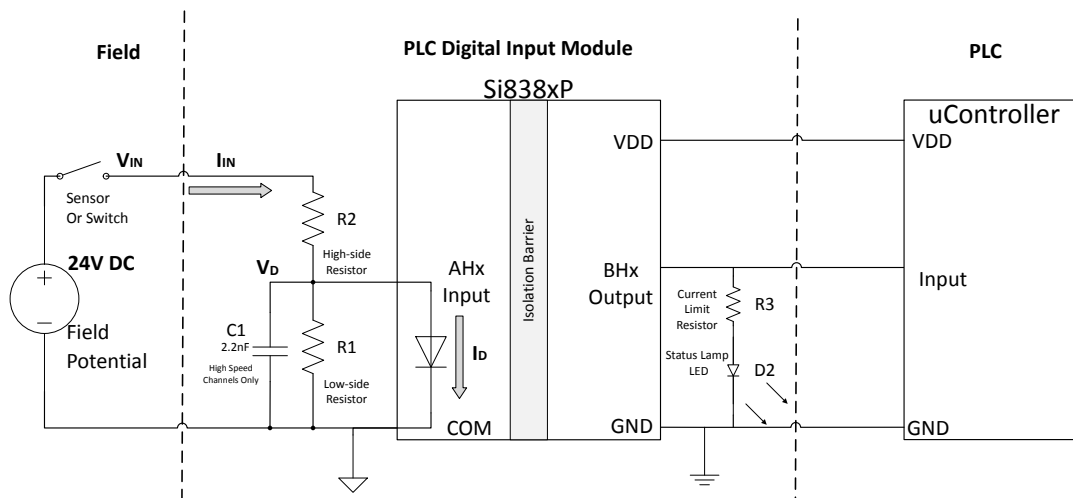 Field
PLC Digital Input Module
PLC
Si838xP
uController
VDD
VDD
VIN
IIN
Sensor
Or Switch
R2
High-side
Resistor
24V DC
VD
AHx
Input
Isolation Barrier
BHx
Output
Input
+
Field
Potential
C1
2.2nF
High Speed
Channels Only
R1
Low-side
Resistor
ID
Current
Limit
Resistor
R3
Status Lamp
LED
D2
COM
GND
GND